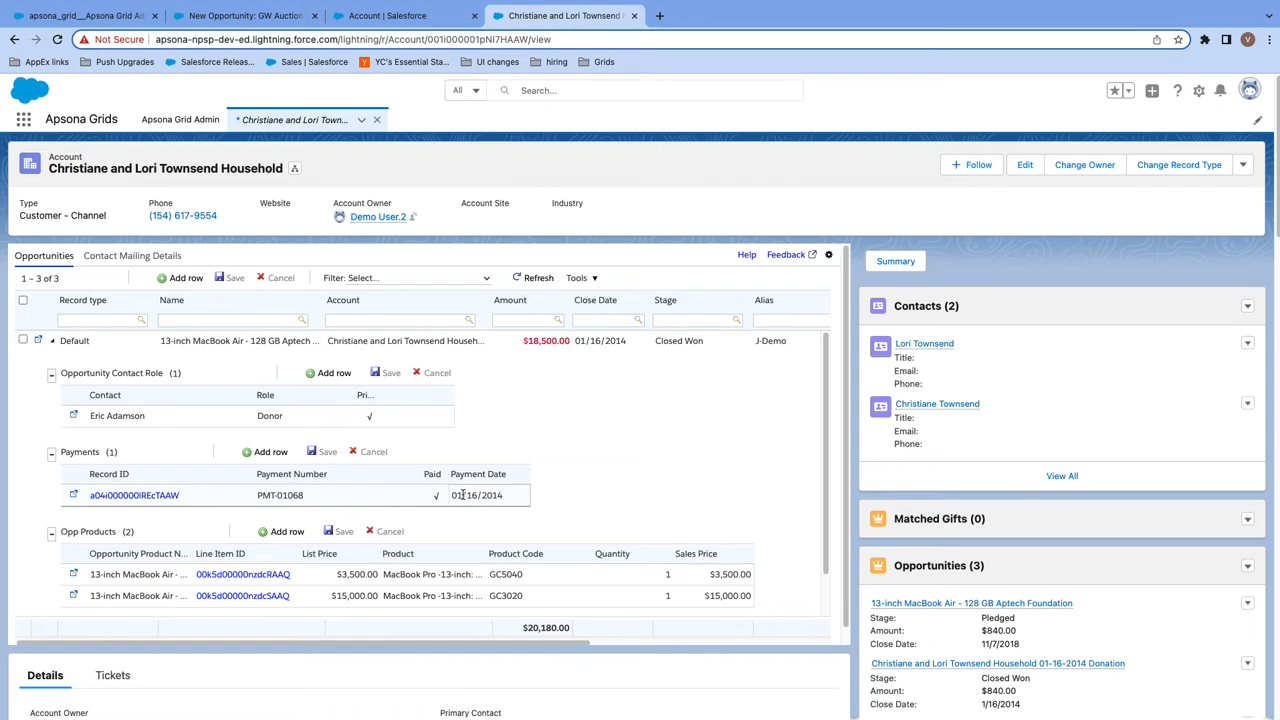 apsona_grid__Apsona Grid Ad
New Opportunity: GW Auction
Account | Salesforce
Christiane and Lori Townsend H
Not Secure
apsona-npsp-dev-ed.lightning.force.com/lightning/r/Account/001i000001pNI7HAAW/view
V
AppEx links
Push Upgrades
Salesforce Releas...
Sales | Salesforce
YC's Essential Sta...
UI changes
hiring
Grids
All
Search...
Apsona Grids
Apsona Grid Admin
* Christiane and Lori Town...
Account
Christiane and Lori Townsend Household
Follow
Edit
Change Owner
Change Record Type
Type
Phone
Website
Account Owner
Account Site
Industry
Customer - Channel
(154) 617-9554
Demo User.2
Opportunities
Contact Mailing Details
Help
Feedback
1 – 3 of 3
Add row
Save
Cancel
Filter: Select...
Refresh
Tools
Record type
Name
Account
Amount
Close Date
Stage
Alias
Default
13-inch MacBook Air - 128 GB Aptech ...
Christiane and Lori Townsend Househ...
$18,500.00
01/16/2014
Closed Won
J-Demo
Opportunity Contact Role (1)
Add row
Save
Cancel
Contact
Role
Pri...
Eric Adamson
Donor
√
Payments (1)
Add row
Save
Cancel
Record ID
Payment Number
Paid
Payment Date
a04i000000IREcTAAW
PMT-01068
√
01/16/2014
Opp Products (2)
Add row
Save
Cancel
Opportunity Product N...
Line Item ID
List Price
Product
Product Code
Quantity
Sales Price
13-inch MacBook Air - ...
00k5d00000nzdcRAAQ
$3,500.00
MacBook Pro -13-inch: ...
GC5040
1
$3,500.00
13-inch MacBook Air - ...
00k5d00000nzdcSAAQ
$15,000.00
MacBook Pro -13-inch: ...
GC3020
1
$15,000.00
$20,180.00
Details
Tickets
Account Owner
Primary Contact
Summary
Contacts (2)
Lori Townsend
Title:
Email:
Phone:
Christiane Townsend
Title:
Email:
Phone:
View All
Matched Gifts (0)
Opportunities (3)
13-inch MacBook Air - 128 GB Aptech Foundation
Stage:
Pledged
Amount:
$840.00
Close Date:
11/7/2018
Christiane and Lori Townsend Household 01-16-2014 Donation
Stage:
Closed Won
Amount:
$840.00
Close Date:
1/16/2014